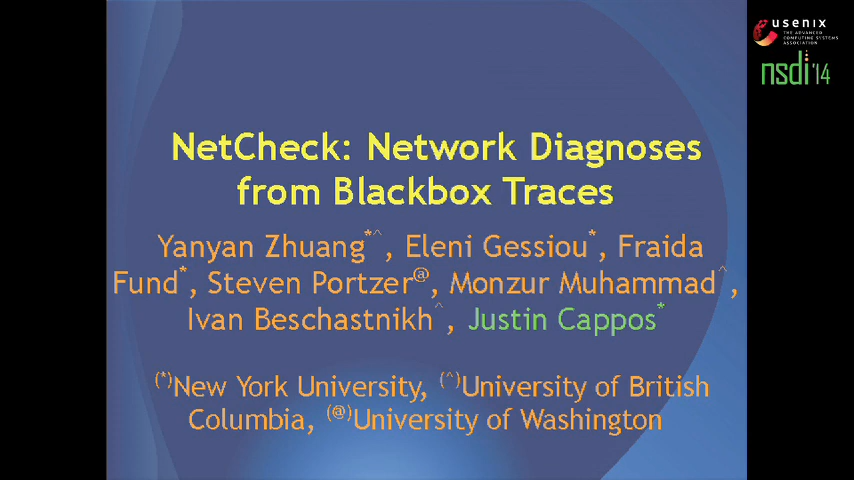 usenix
THE ADVANCED
COMPUTING SYSTEMS
ASSOCIATION
nsdi '14
NetCheck: Network Diagnoses
from Blackbox Traces
Yanyan Zhuang*^, Eleni Gessiou*, Fraida
Fund*, Steven Portzer@, Monzur Muhammad^,
Ivan Beschastnikh^, Justin Cappos*
(*)New York University, (^)University of British
Columbia, (@)University of Washington